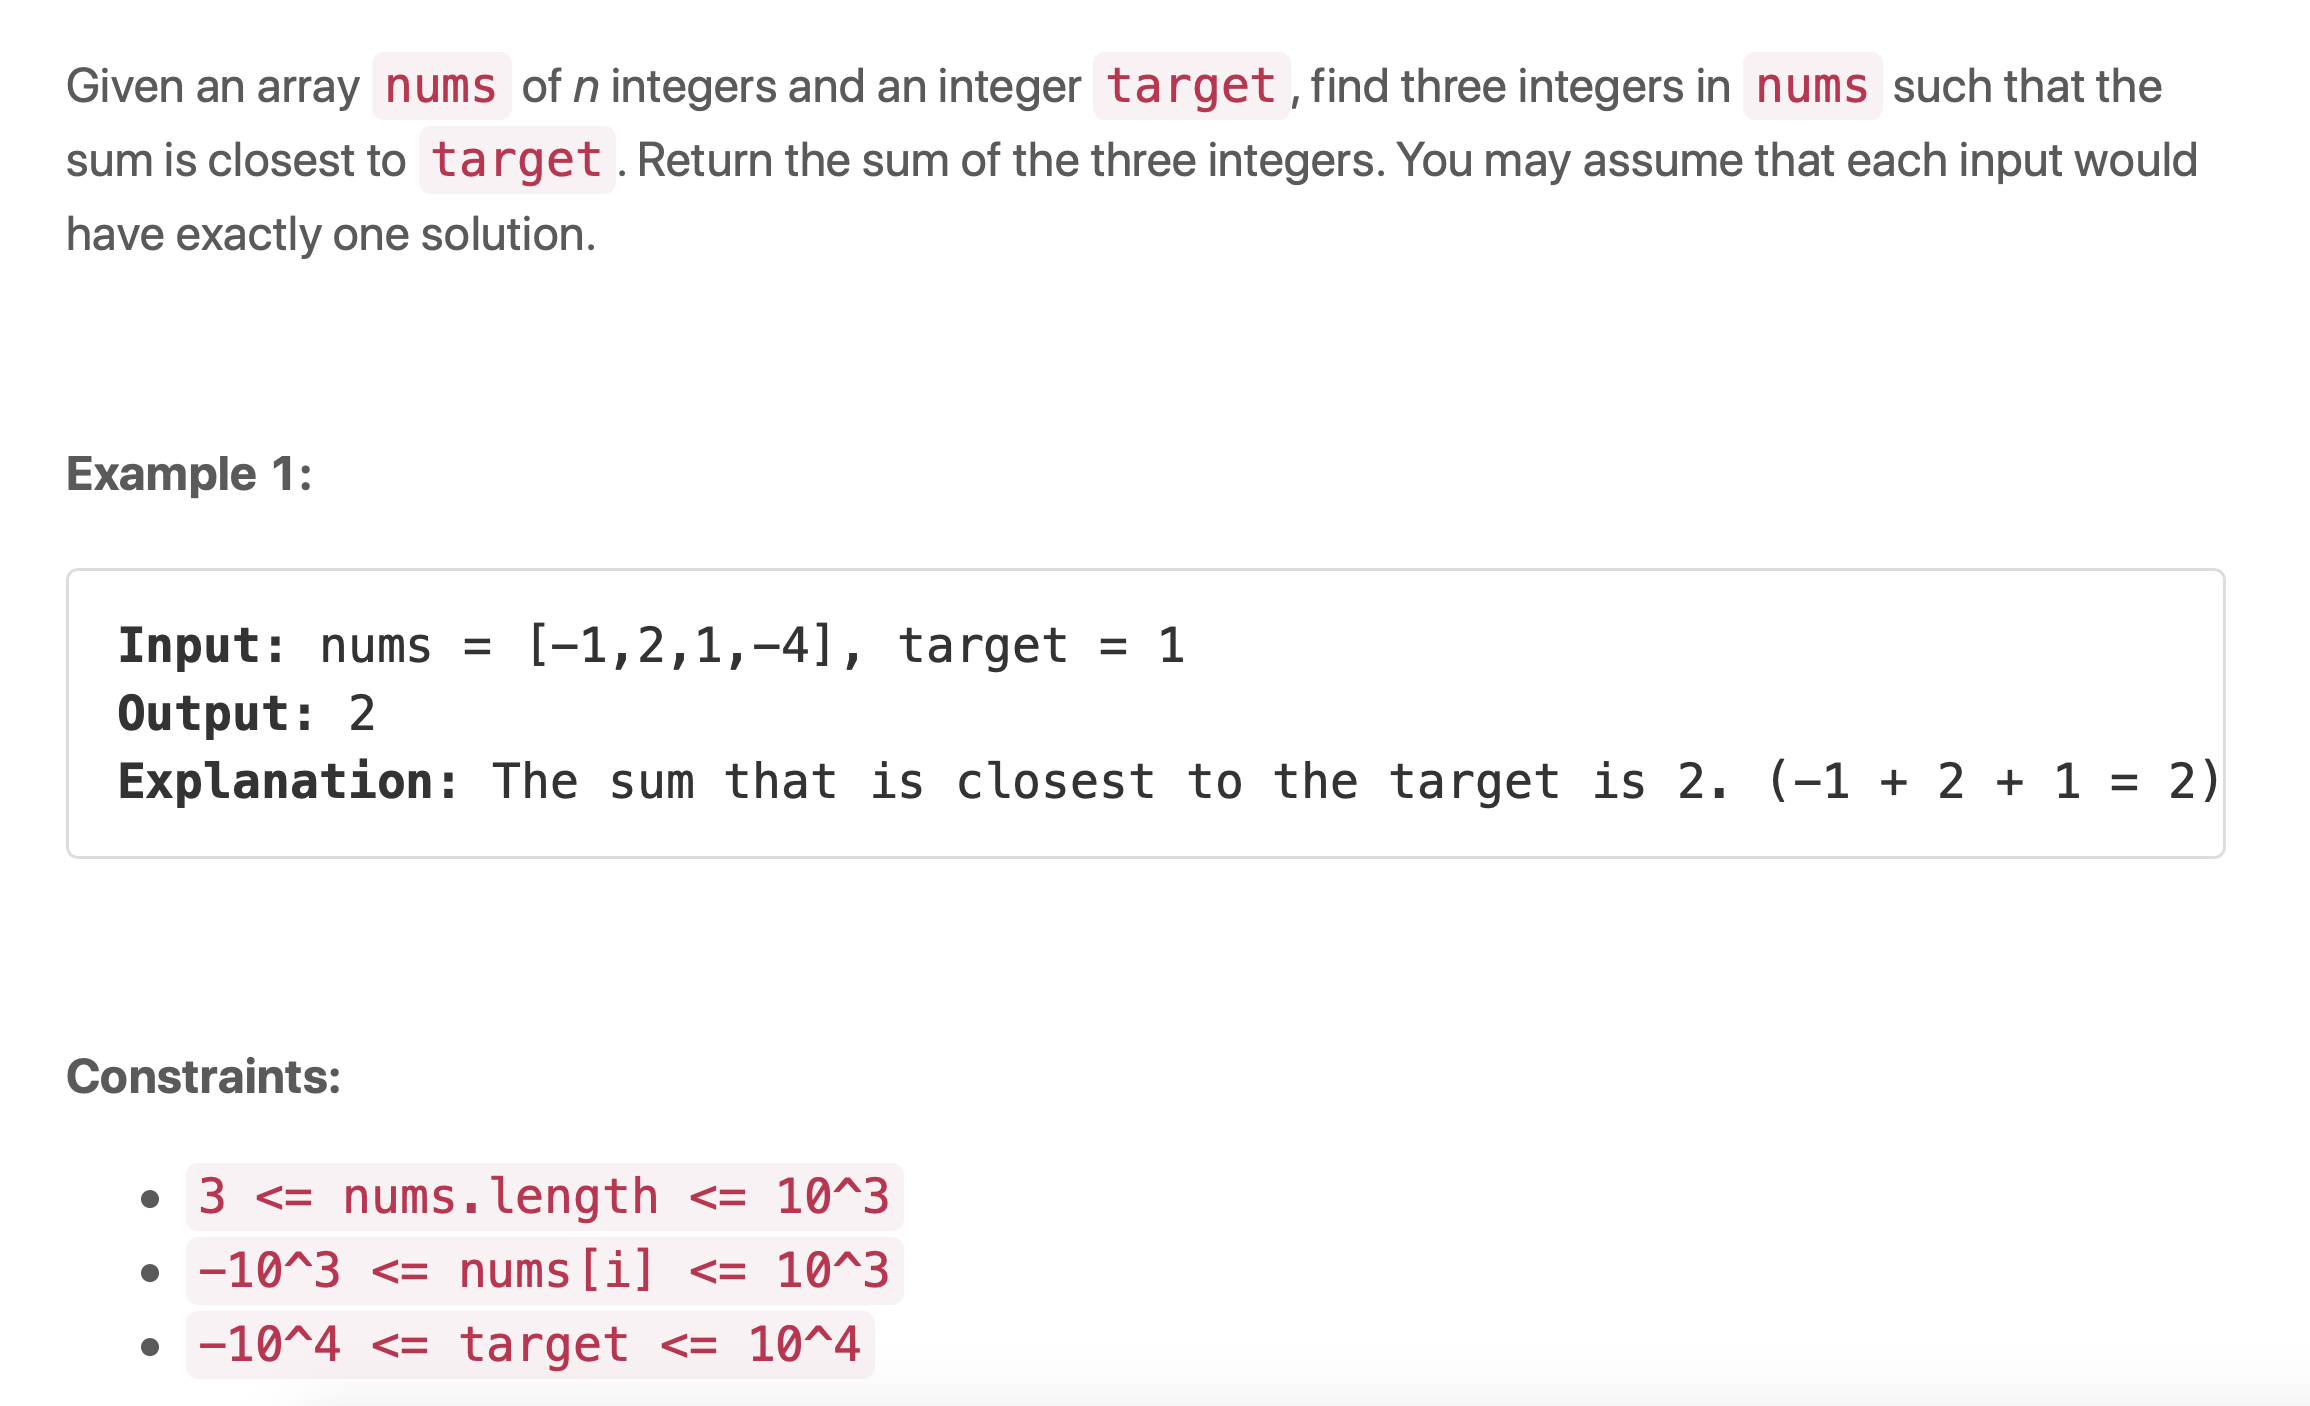 Given an array nums of n integers and an integer target, find three integers in nums such that the
sum is closest to target. Return the sum of the three integers. You may assume that each input would
have exactly one solution.
Example 1:
Input: nums = [-1,2,1,-4], target = 1
Output: 2
Explanation: The sum that is closest to the target is 2. (-1 + 2 + 1 = 2)
Constraints:
• 3 <= nums.length <= 10^3
• -10^3 <= nums[i] <= 10^3
• -10^4 <= target <= 10^4